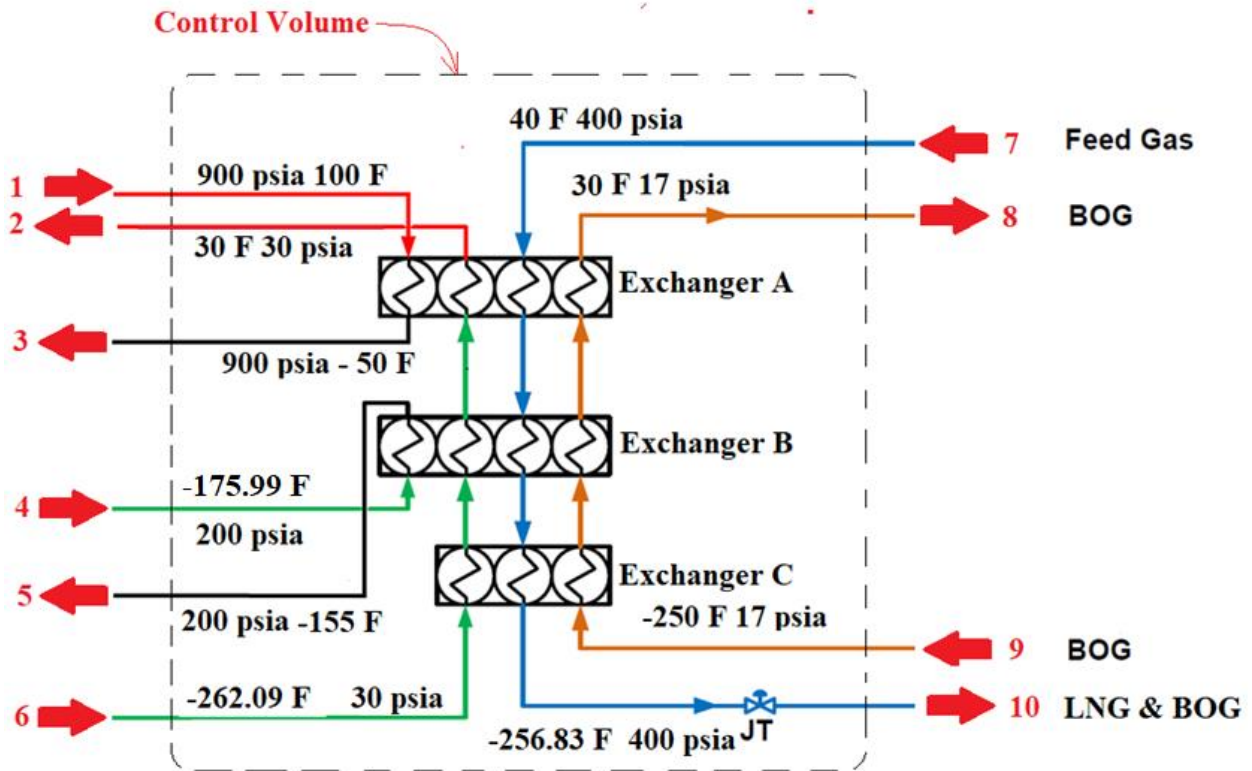 Control Volume
40 F 400 psia
7 Feed Gas
1 900 psia 100 F
30 F 17 psia
8 BOG
2
30 F 30 psia
Exchanger A
3
900 psia - 50 F
Exchanger B
-175.99 F
4
200 psia
Exchanger C
5
200 psia -155 F
-250 F 17 psia
9 BOG
-262.09 F 30 psia
6
10 LNG & BOG
-256.83 F 400 psia JT